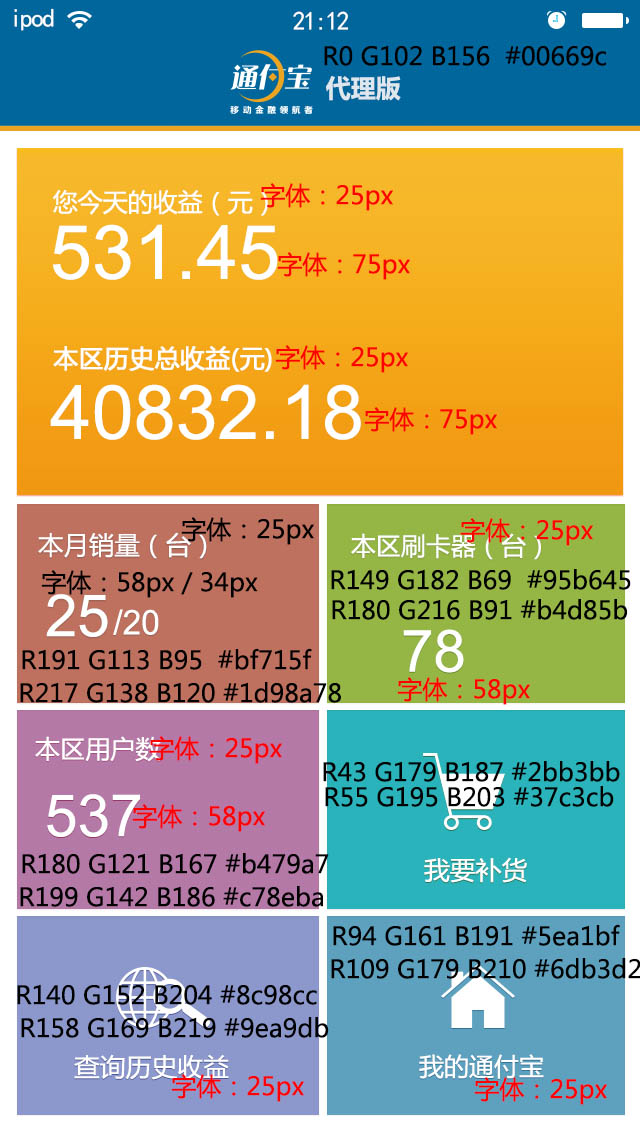 ipod 21:12
R0 G102 B156 #00669c
通付宝 代理版
移动金融领航者
您今天的收益（元） 字体：25px
531.45 字体：75px
本区历史总收益(元) 字体：25px
40832.18 字体：75px
字体：25px
本月销量（台）
字体：58px / 34px
25/20
R191 G113 B95 #bf715f
R217 G138 B120 #1d98a78
字体：25px
本区刷卡器（台）
R149 G182 B69 #95b645
R180 G216 B91 #b4d85b
78
字体：58px
本区用户数 字体：25px
537 字体：58px
R180 G121 B167 #b479a7
R199 G142 B186 #c78eba
R43 G179 B187 #2bb3bb
R55 G195 B203 #37c3cb
我要补货
R140 G152 B204 #8c98cc
R158 G169 B219 #9ea9db
查询历史收益
字体：25px
R94 G161 B191 #5ea1bf
R109 G179 B210 #6db3d2
我的通付宝
字体：25px